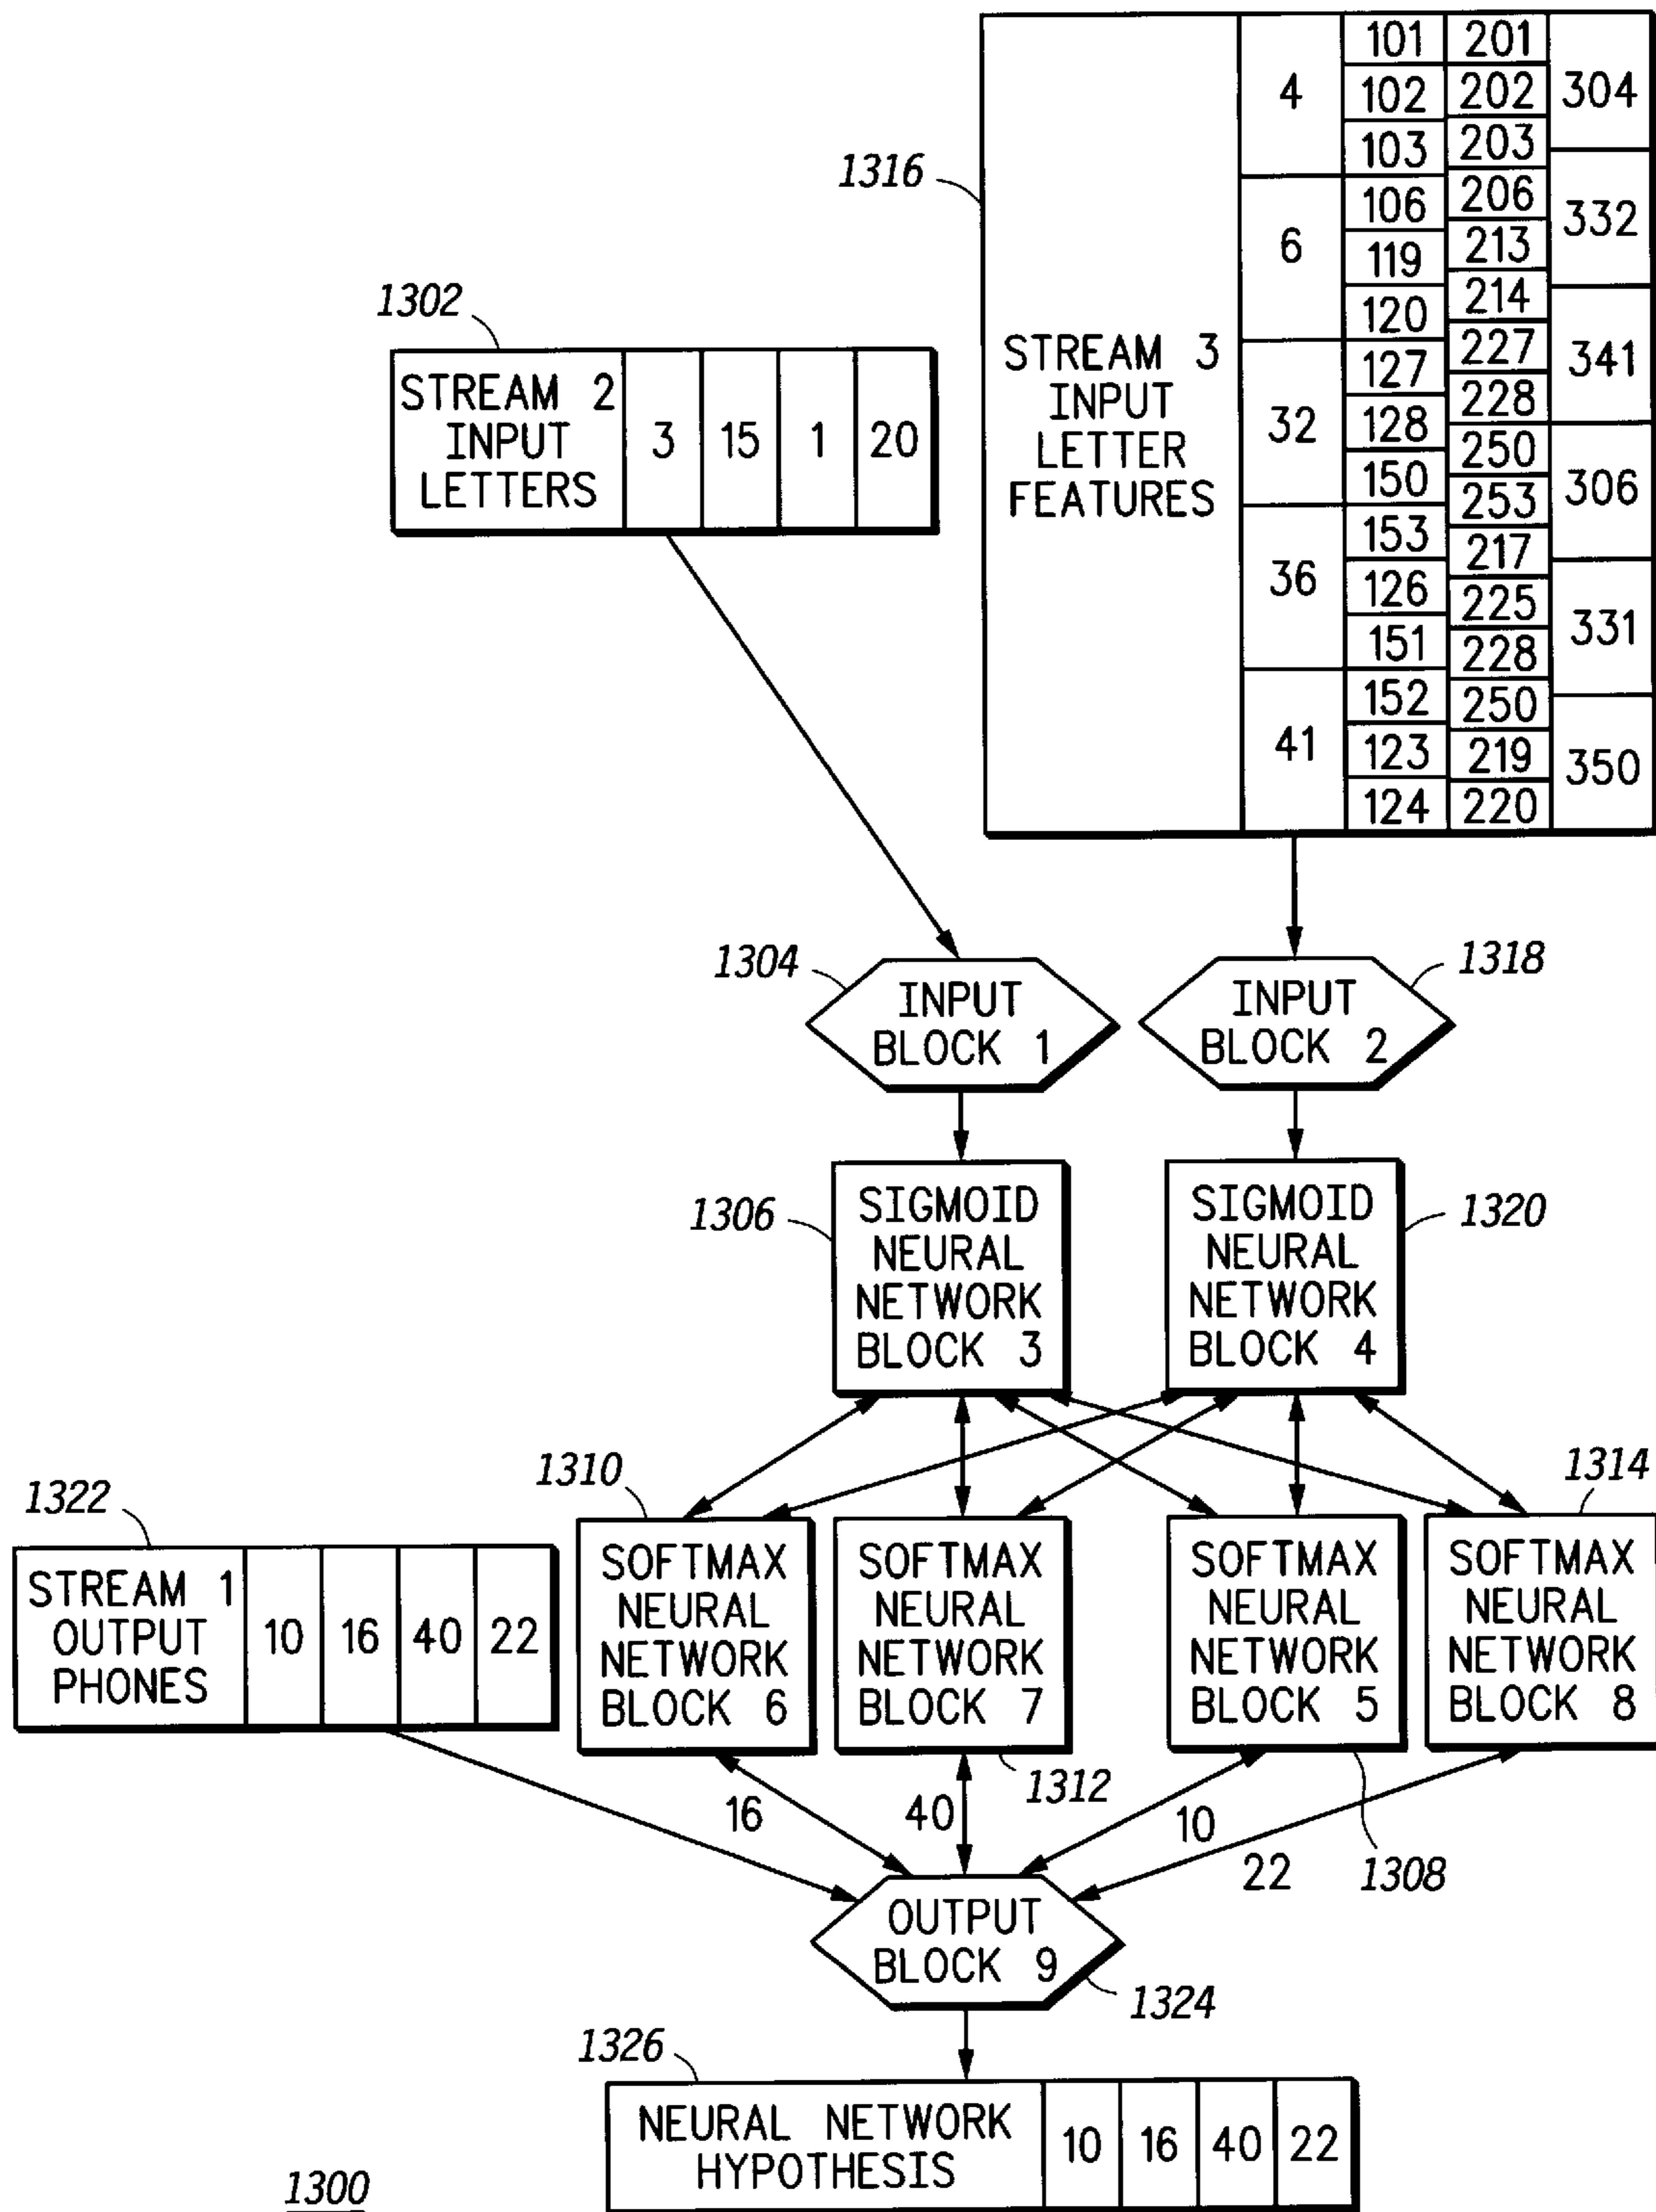 1316
STREAM 3
INPUT
LETTER
FEATURES
4
6
32
36
41
101
102
103
106
119
120
127
128
150
153
126
151
152
123
124
201
202
203
206
213
214
227
228
250
253
217
225
228
250
219
220
304
332
341
306
331
350
1302
STREAM 2
INPUT
LETTERS
3
15
1
20
1304
INPUT
BLOCK 1
INPUT
BLOCK 2
1318
1306
SIGMOID
NEURAL
NETWORK
BLOCK 3
SIGMOID
NEURAL
NETWORK
BLOCK 4
1320
1322
STREAM 1
OUTPUT
PHONES
10
16
40
22
1310
SOFTMAX
NEURAL
NETWORK
BLOCK 6
SOFTMAX
NEURAL
NETWORK
BLOCK 7
1312
SOFTMAX
NEURAL
NETWORK
BLOCK 5
1308
1314
SOFTMAX
NEURAL
NETWORK
BLOCK 8
16
40
10
22
OUTPUT
BLOCK 9
1324
1326
NEURAL NETWORK
HYPOTHESIS
10
16
40
22
1300